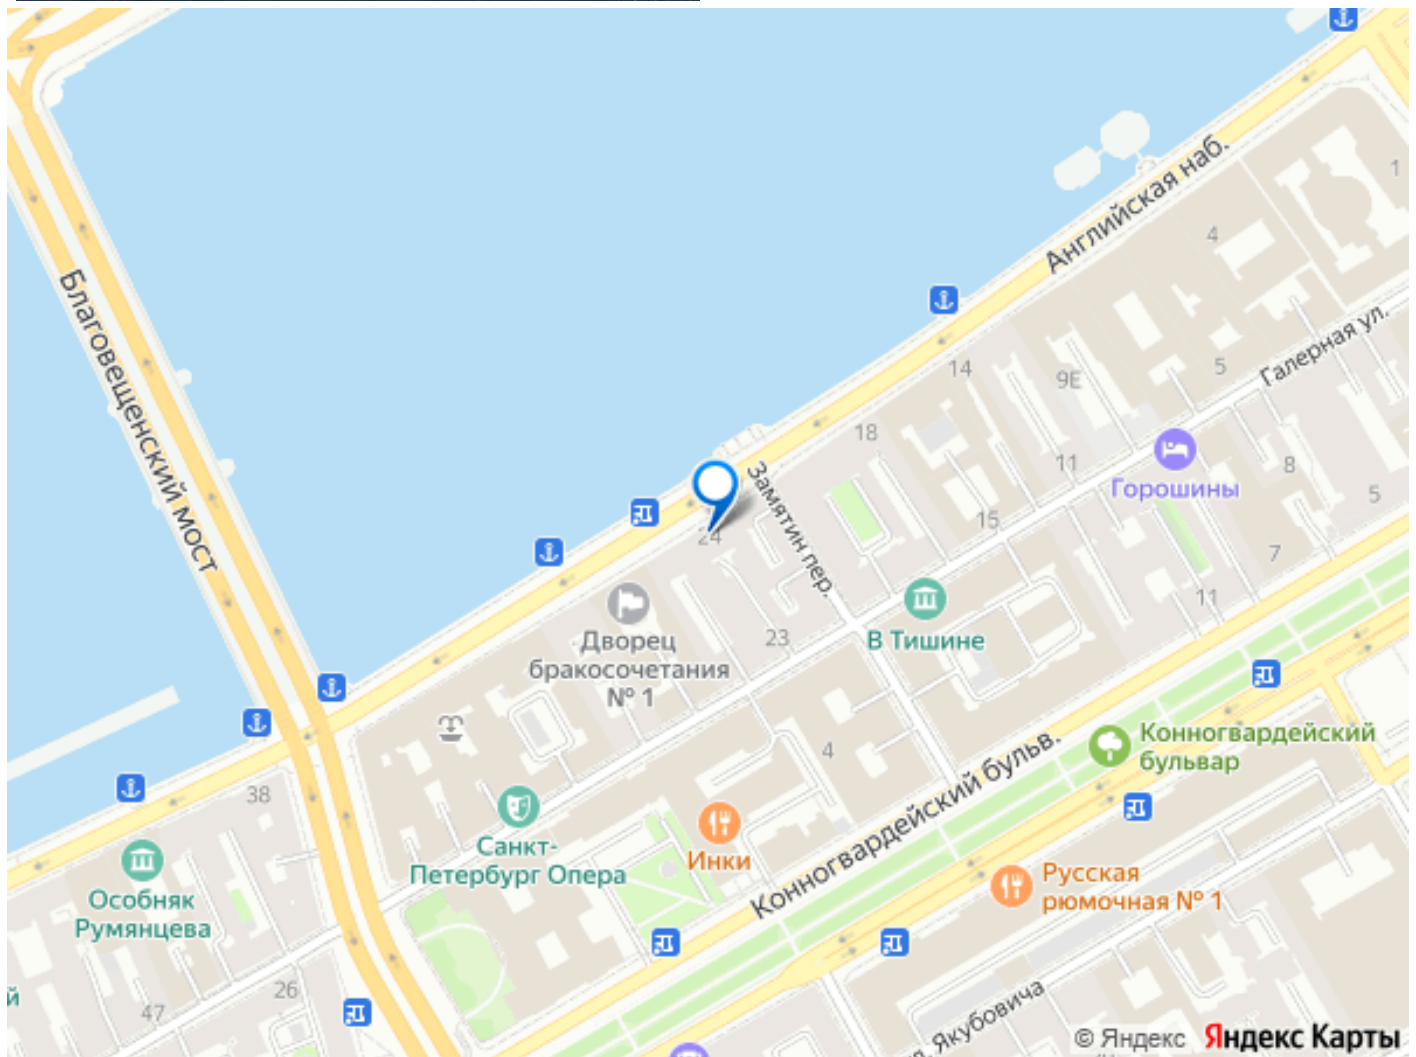 Английская наб.
1
4
Галерная ул.
5
14
9Е
18
11
8
5
Горошины
Благовещенский мост
Замятин пер.
15
24
7
11
В Тишине
23
Дворец
бракосочетания
№ 1
4
Конногвардейский бульв.
Конногвардейский
бульвар
38
Санкт-
Петербург Опера
Инки
Особняк
Румянцева
Русская
рюмочная № 1
26
47
й
Якубовича
© Яндекс Яндекс Карты